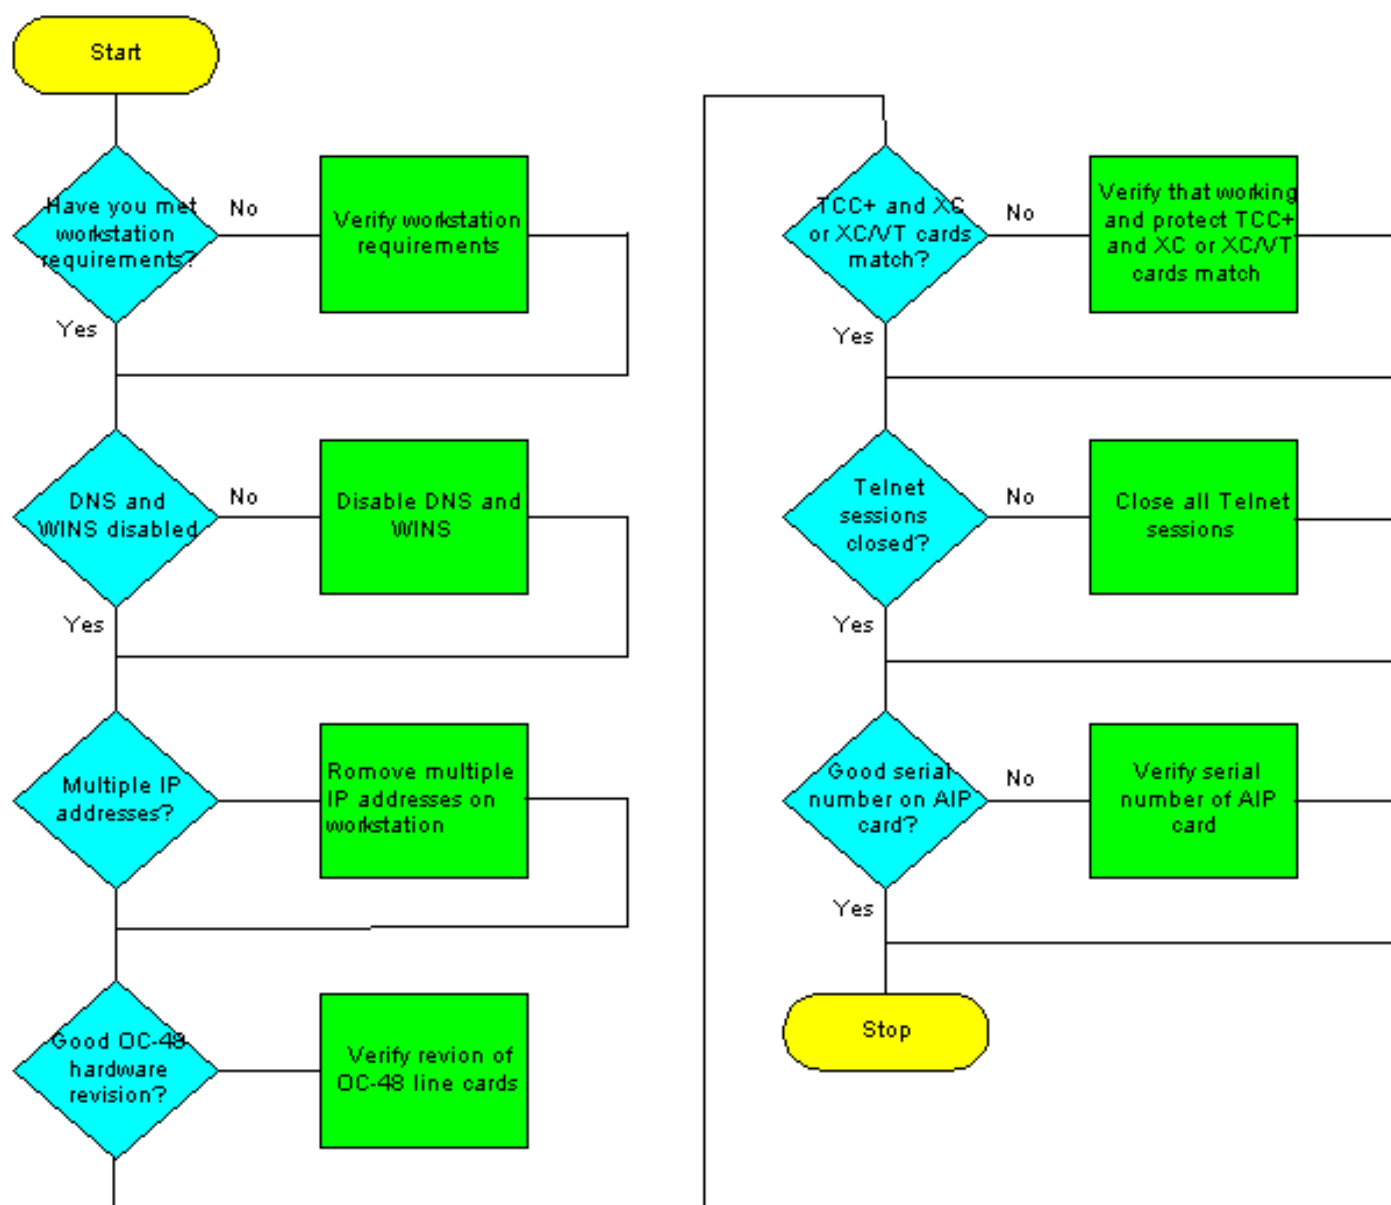 Start
Have you met
workstation
requirements?
No
Verify workstation
requirements
Yes
DNS and
WINS disabled
No
Disable DNS and
WINS
Yes
Multiple IP
addresses?
Romove multiple
IP addresses on
workstation
Good OC-48
hardware
revision?
Verify revion of
OC-48 line cards
TCC+ and XC
or XC/VT cards
match?
No
Verify that working
and protect TCC+
and XC or XC/VT
cards match
Yes
Telnet
sessions
closed?
No
Close all Telnet
sessions
Yes
Good serial
number on AIP
card?
No
Verify serial
number of AIP
card
Yes
Stop